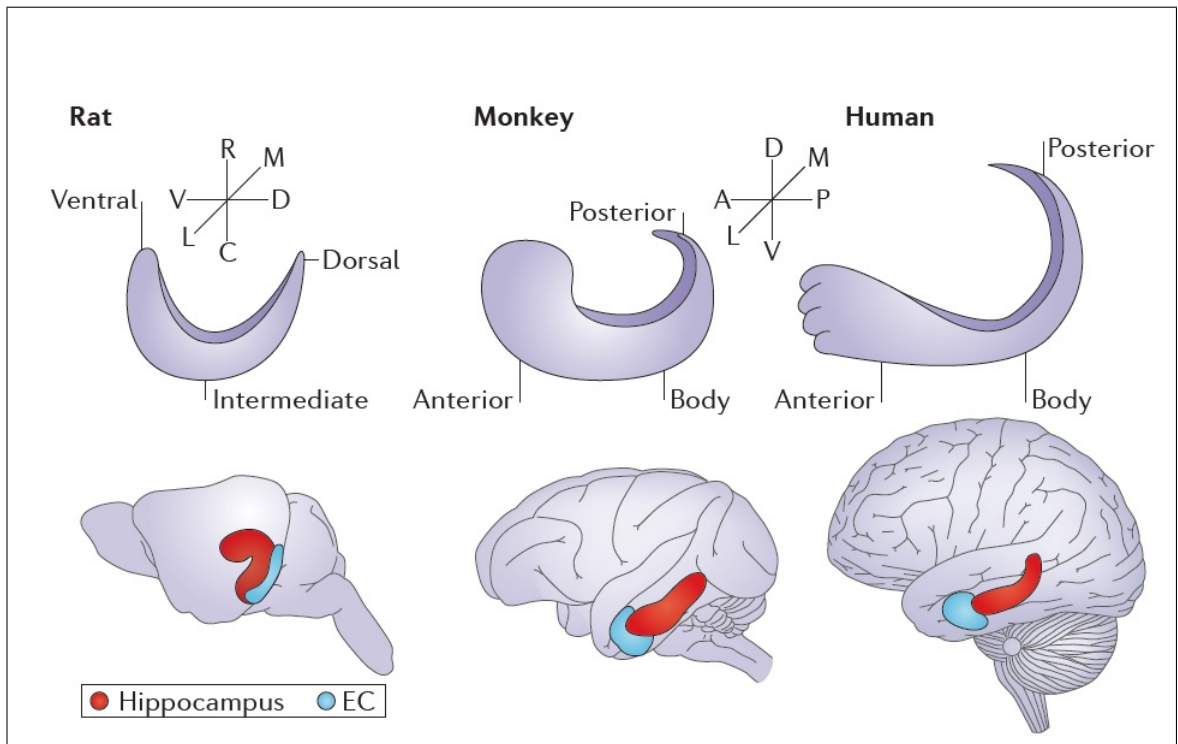 Rat
R
M
V
D
L
C
Ventral
Dorsal
Intermediate
Monkey
Posterior
Anterior
Body
D
M
A
P
L
V
Human
Posterior
Anterior
Body
Hippocampus
EC